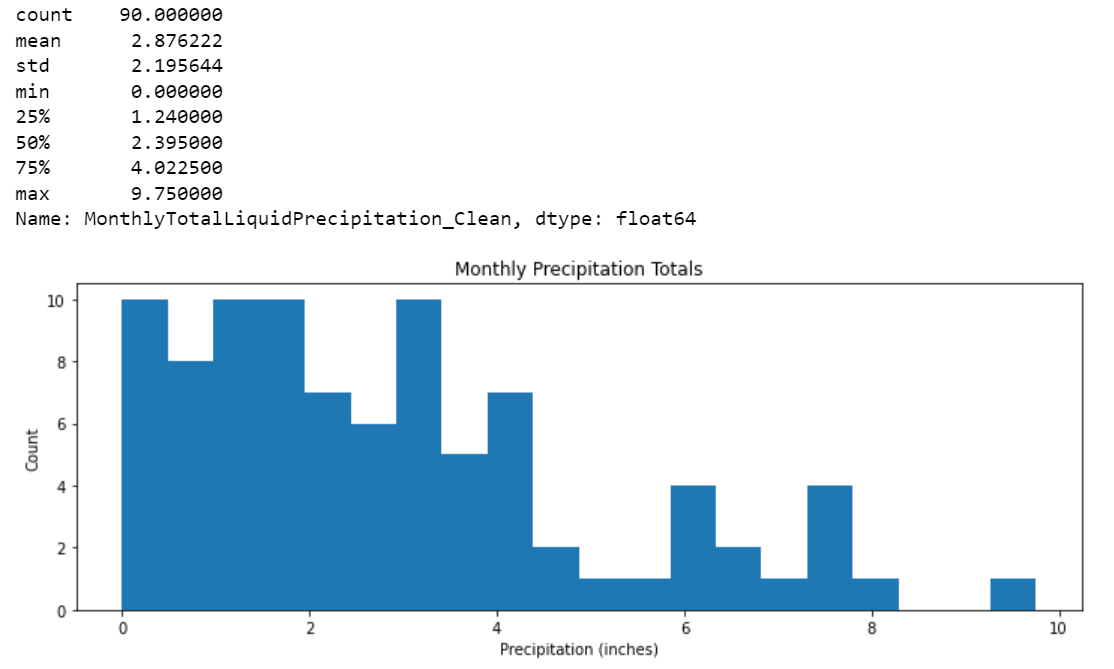 count    90.000000
mean      2.876222
std       2.195644
min       0.000000
25%       1.240000
50%       2.395000
75%       4.022500
max       9.750000
Name: MonthlyTotalLiquidPrecipitation_Clean, dtype: float64
Monthly Precipitation Totals
10
8
6
4
2
0
Count
0 2 4 6 8 10
Precipitation (inches)